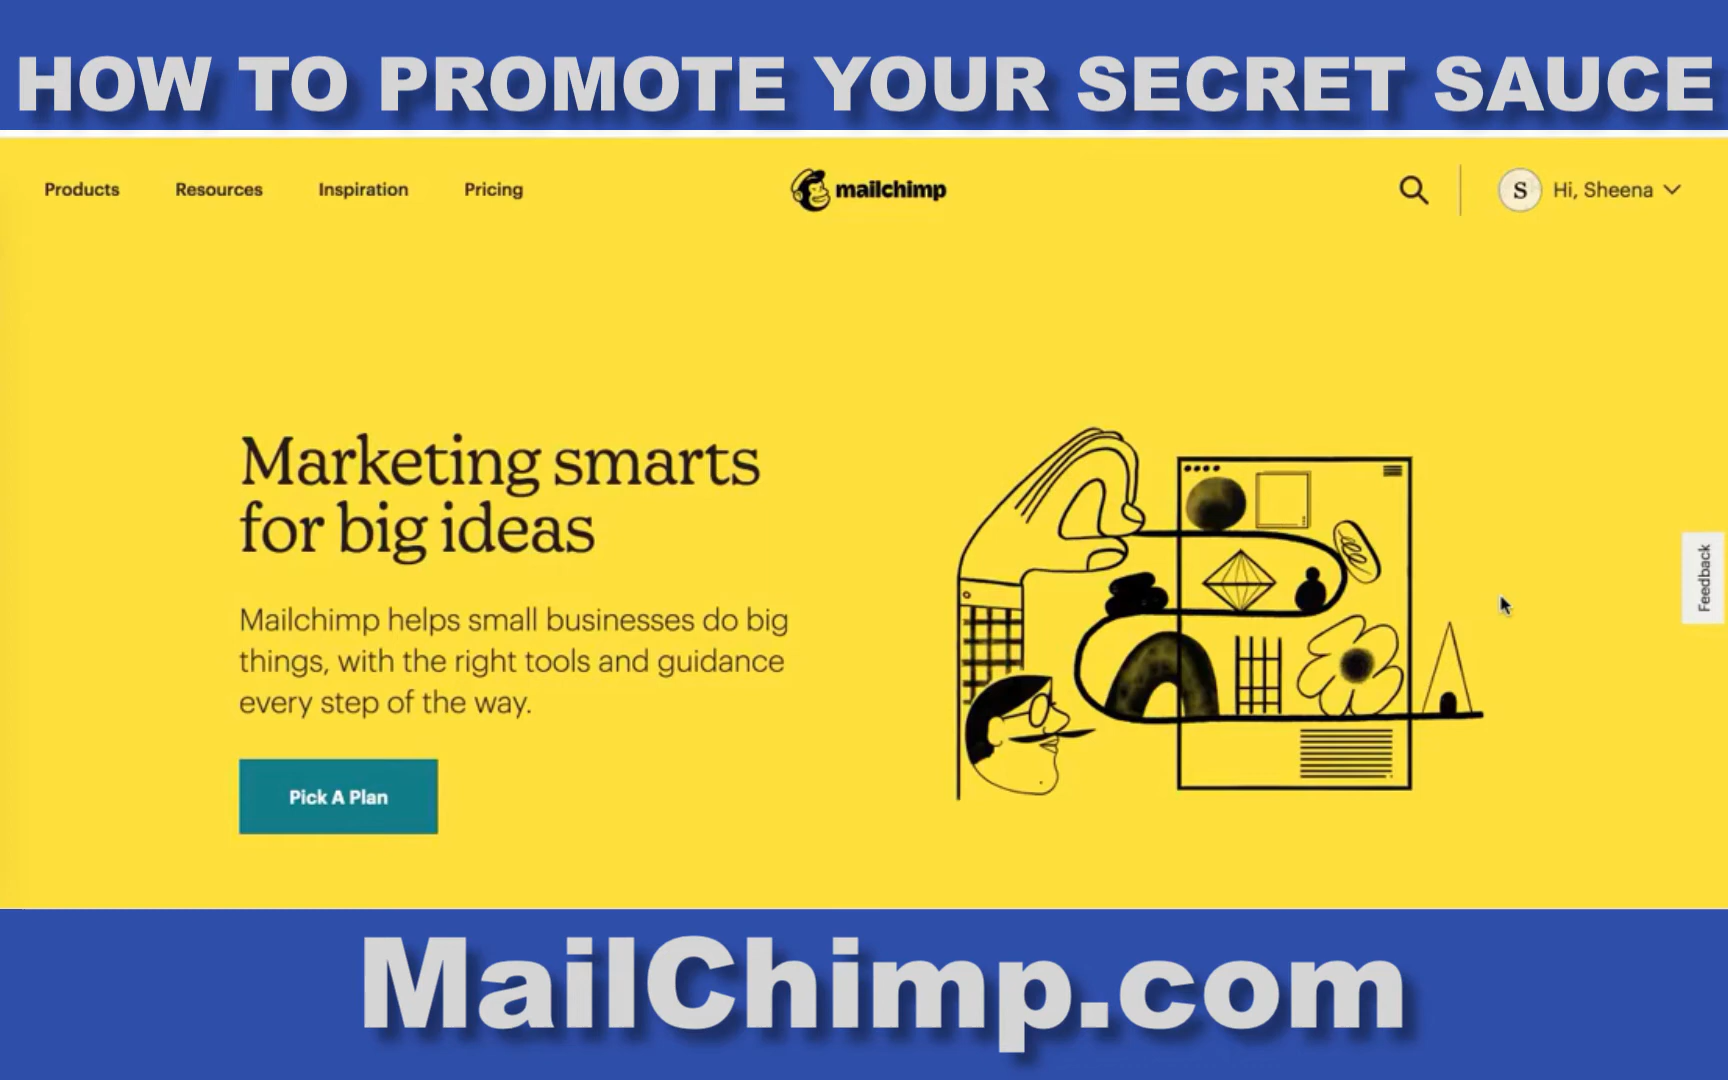 HOW TO PROMOTE YOUR SECRET SAUCE
Products Resources Inspiration Pricing mailchimp S Hi, Sheena
Marketing smarts
for big ideas
Mailchimp helps small businesses do big
things, with the right tools and guidance
every step of the way.
Pick A Plan
Feedback
MailChimp.com